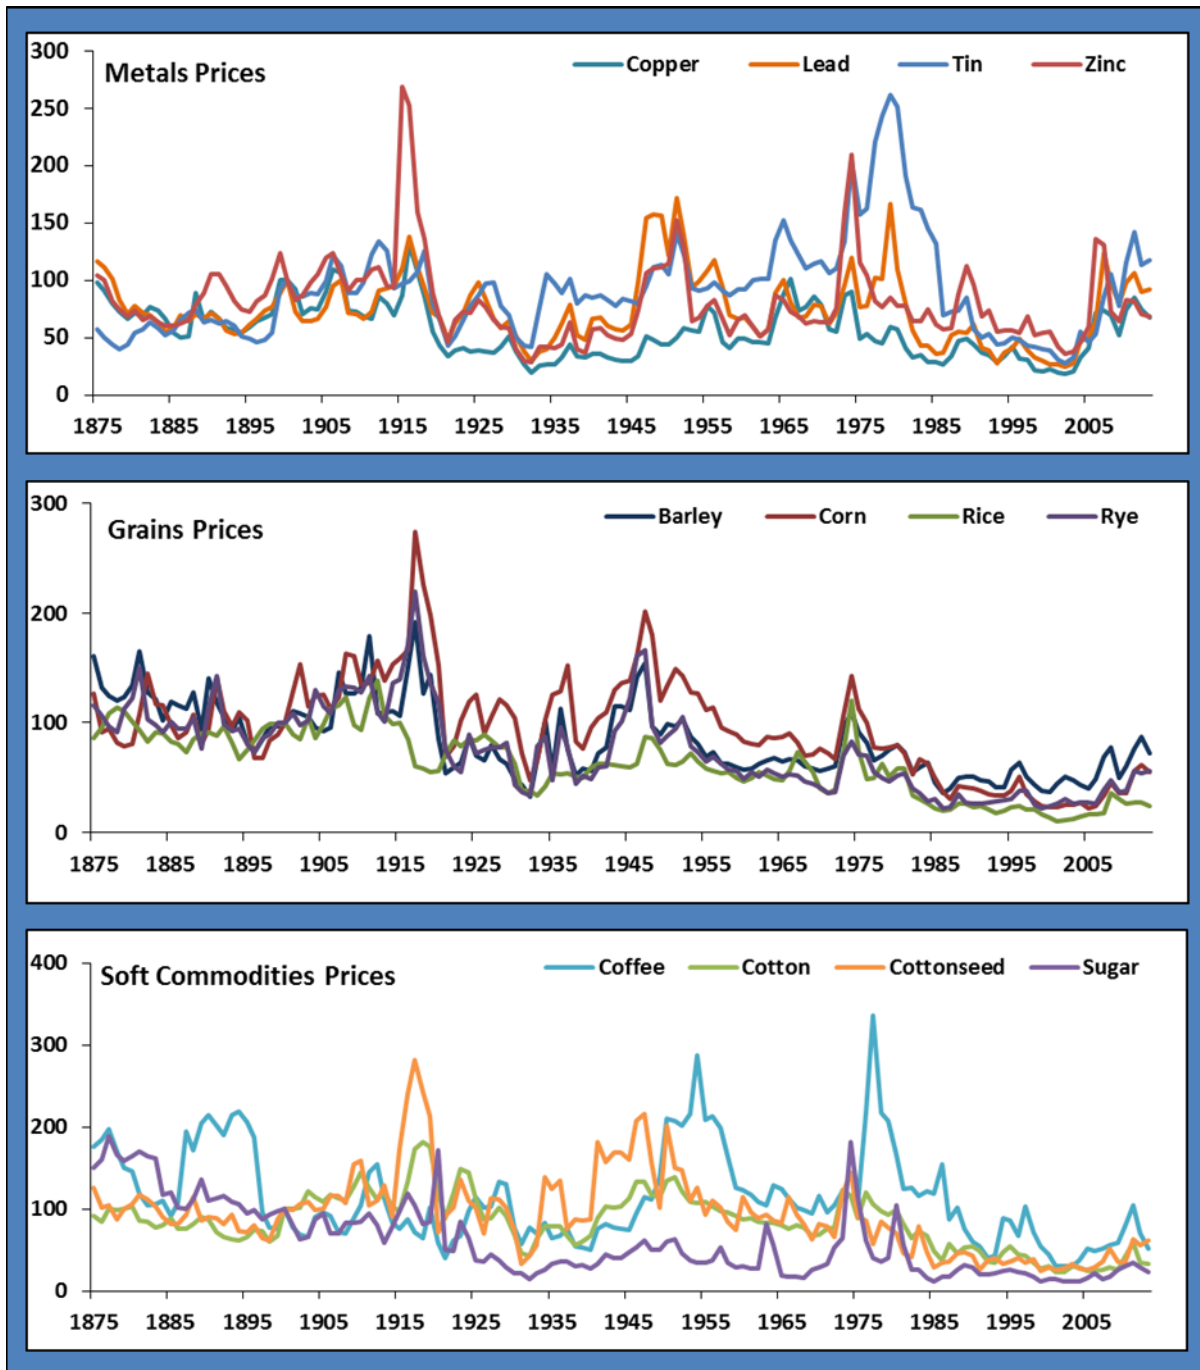 Metals Prices
Copper Lead Tin Zinc
300
250
200
150
100
50
0
1875 1885 1895 1905 1915 1925 1935 1945 1955 1965 1975 1985 1995 2005
Grains Prices
Barley Corn Rice Rye
300
200
100
0
1875 1885 1895 1905 1915 1925 1935 1945 1955 1965 1975 1985 1995 2005
Soft Commodities Prices
Coffee Cotton Cottonseed Sugar
400
300
200
100
0
1875 1885 1895 1905 1915 1925 1935 1945 1955 1965 1975 1985 1995 2005